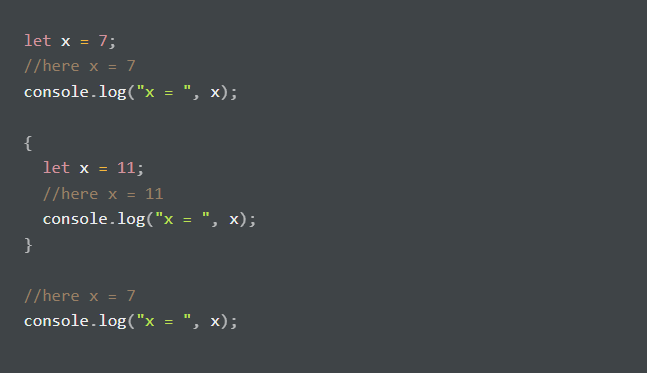 let x = 7;
//here x = 7
console.log("x = ", x);
{
let x = 11;
//here x = 11
console.log("x = ", x);
}
//here x = 7
console.log("x = ", x);